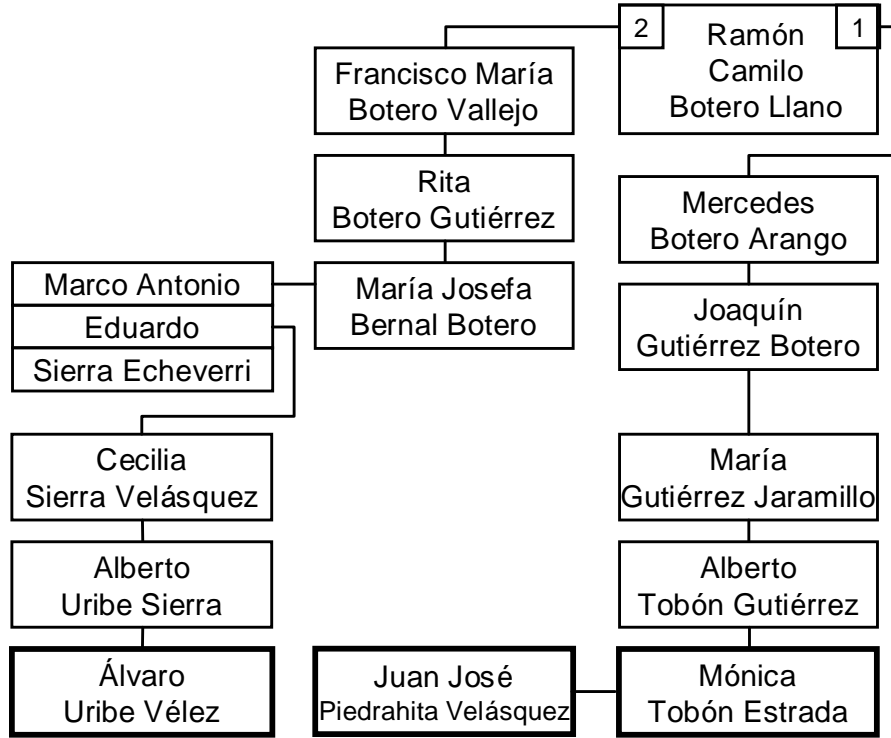 2
Ramón
1
Camilo
Botero Llano
Francisco María
Botero Vallejo
Rita
Botero Gutiérrez
Mercedes
Botero Arango
Marco Antonio
Eduardo
Sierra Echeverri
María Josefa
Bernal Botero
Joaquín
Gutiérrez Botero
Cecilia
Sierra Velásquez
María
Gutiérrez Jaramillo
Alberto
Uribe Sierra
Alberto
Tobón Gutiérrez
Álvaro
Uribe Vélez
Juan José
Piedrahita Velásquez
Mónica
Tobón Estrada